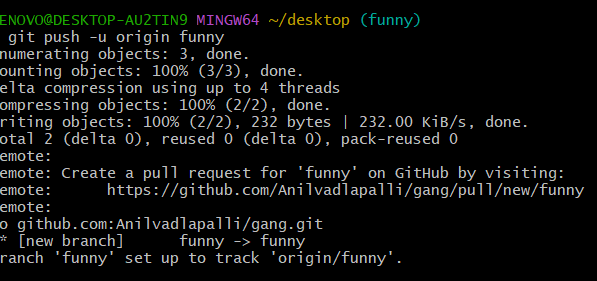 ENOVO@DESKTOP-AU2TIN9 MINGW64 ~/desktop (funny)
git push -u origin funny
numerating objects: 3, done.
ounting objects: 100% (3/3), done.
elta compression using up to 4 threads
ompressing objects: 100% (2/2), done.
riting objects: 100% (2/2), 232 bytes | 232.00 KiB/s, done.
otal 2 (delta 0), reused 0 (delta 0), pack-reused 0
emote:
emote: Create a pull request for 'funny' on GitHub by visiting:
emote:      https://github.com/Anilvadlapalli/gang/pull/new/funny
emote:
o github.com:Anilvadlapalli/gang.git
* [new branch]      funny -> funny
ranch 'funny' set up to track 'origin/funny'.